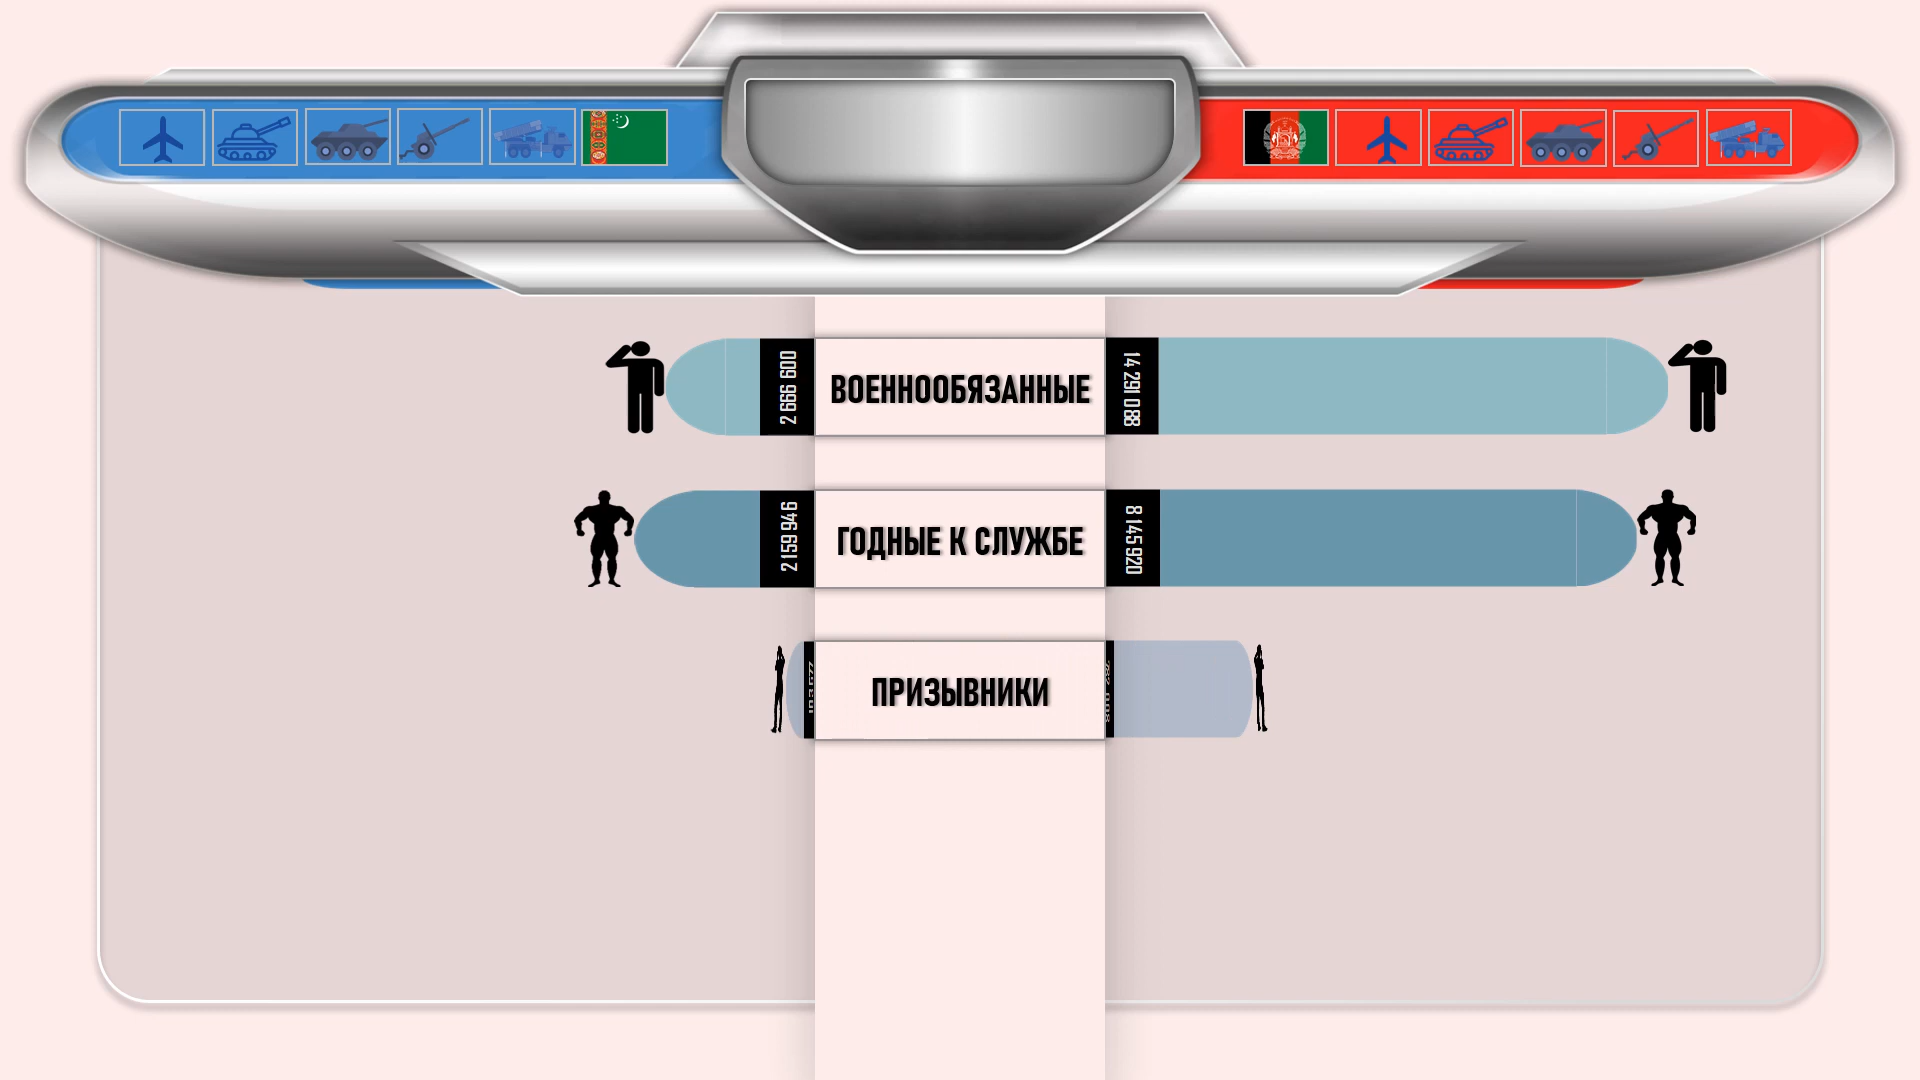 2 666 600
ВОЕННООБЯЗАННЫЕ
14 291 088
2 159 946
ГОДНЫЕ К СЛУЖБЕ
8 145 920
ПРИЗЫВНИКИ